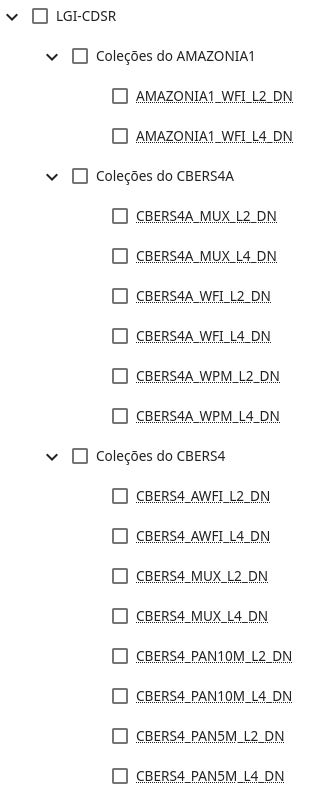 LGI-CDSR
Coleções do AMAZONIA1
AMAZONIA1_WFI_L2_DN
AMAZONIA1_WFI_L4_DN
Coleções do CBERS4A
CBERS4A_MUX_L2_DN
CBERS4A_MUX_L4_DN
CBERS4A_WFI_L2_DN
CBERS4A_WFI_L4_DN
CBERS4A_WPM_L2_DN
CBERS4A_WPM_L4_DN
Coleções do CBERS4
CBERS4_AWFI_L2_DN
CBERS4_AWFI_L4_DN
CBERS4_MUX_L2_DN
CBERS4_MUX_L4_DN
CBERS4_PAN10M_L2_DN
CBERS4_PAN10M_L4_DN
CBERS4_PAN5M_L2_DN
CBERS4_PAN5M_L4_DN